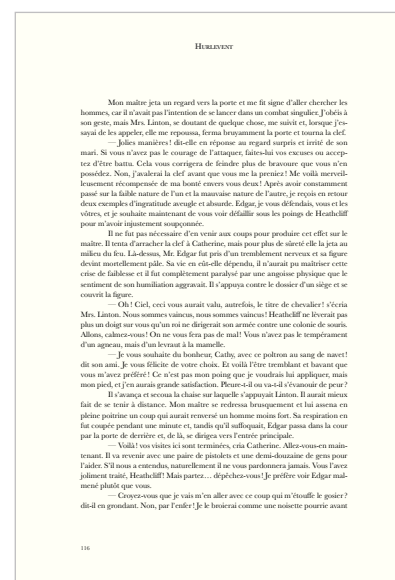 HURLEVENT
Mon maître jeta un regard vers la porte et me fit signe d'aller chercher les
hommes, car il n'avait pas l'intention de se lancer dans un combat singulier. J'obéis à
son geste, mais Mrs. Linton, se doutant de quelque chose, me suivit et, lorsque j'es-
sayai de les appeler, elle me repoussa, ferma bruyamment la porte et tourna la clef.
— Jolies manières ! dit-elle en réponse au regard surpris et irrité de son
mari. Si vous n'avez pas le courage de l'attaquer, faites-lui vos excuses ou accep-
tez d'être battu. Cela vous corrigera de feindre plus de bravoure que vous n'en
possédez. Non, j'avalerai la clef avant que vous me la preniez ! Me voilà merveil-
leusement récompensée de ma bonté envers vous deux ! Après avoir constamment
passé sur la faible nature de l'un et la mauvaise nature de l'autre, je reçois en retour
deux exemples d'ingratitude aveugle et absurde. Edgar, je vous défendais, vous et les
vôtres, et je souhaite maintenant de vous voir défaillir sous les poings de Heathcliff
pour m'avoir injustement soupçonnée.
Il ne fut pas nécessaire d'en venir aux coups pour produire cet effet sur le
maître. Il tenta d'arracher la clef à Catherine, mais pour plus de sûreté elle la jeta au
milieu du feu. Là-dessus, Mr. Edgar fut pris d'un tremblement nerveux et sa figure
devint mortellement pâle. Sa vie en eût-elle dépendu, il n'aurait pu maîtriser cette
crise de faiblesse et il fut complètement paralysé par une angoisse physique que le
sentiment de son humiliation aggravait. Il s'appuya contre le dossier d'un siège et se
couvrit la figure.
— Oh ! Ciel, ceci vous aurait valu, autrefois, le titre de chevalier ! s'écria
Mrs. Linton. Nous sommes vaincus, nous sommes vaincus ! Heathcliff ne lèverait pas
plus un doigt sur vous qu'un roi ne dirigerait son armée contre une colonie de souris.
Allons, calmez-vous ! On ne vous fera pas de mal ! Vous n'avez pas le tempérament
d'un agneau, mais d'un levraut à la mamelle.
— Je vous souhaite du bonheur, Cathy, avec ce poltron au sang de navet !
dit son ami. Je vous félicite de votre choix. Et voilà l'être tremblant et bavant que
vous m'avez préféré ! Ce n'est pas mon poing que je voudrais lui appliquer, mais
mon pied, et j'en aurais grande satisfaction. Pleure-t-il ou va-t-il s'évanouir de peur ?
Il s'avança et secoua la chaise sur laquelle s'appuyait Linton. Il aurait mieux
fait de se tenir à distance. Mon maître se redressa brusquement et lui assena en
pleine poitrine un coup qui aurait renversé un homme moins fort. Sa respiration en
fut coupée pendant une minute et, tandis qu'il suffoquait, Edgar passa dans la cour
par la porte de derrière et, de là, se dirigea vers l'entrée principale.
— Voilà ! vos visites ici sont terminées, cria Catherine. Allez-vous-en main-
tenant. Il va revenir avec une paire de pistolets et une demi-douzaine de gens pour
l'aider. S'il nous a entendus, naturellement il ne vous pardonnera jamais. Vous l'avez
joliment traité, Heathcliff ! Mais partez… dépêchez-vous ! Je préfère voir Edgar mal-
mené plutôt que vous.
— Croyez-vous que je vais m'en aller avec ce coup qui m'étouffe le gosier ?
dit-il en grondant. Non, par l'enfer ! Je le broierai comme une noisette pourrie avant
116